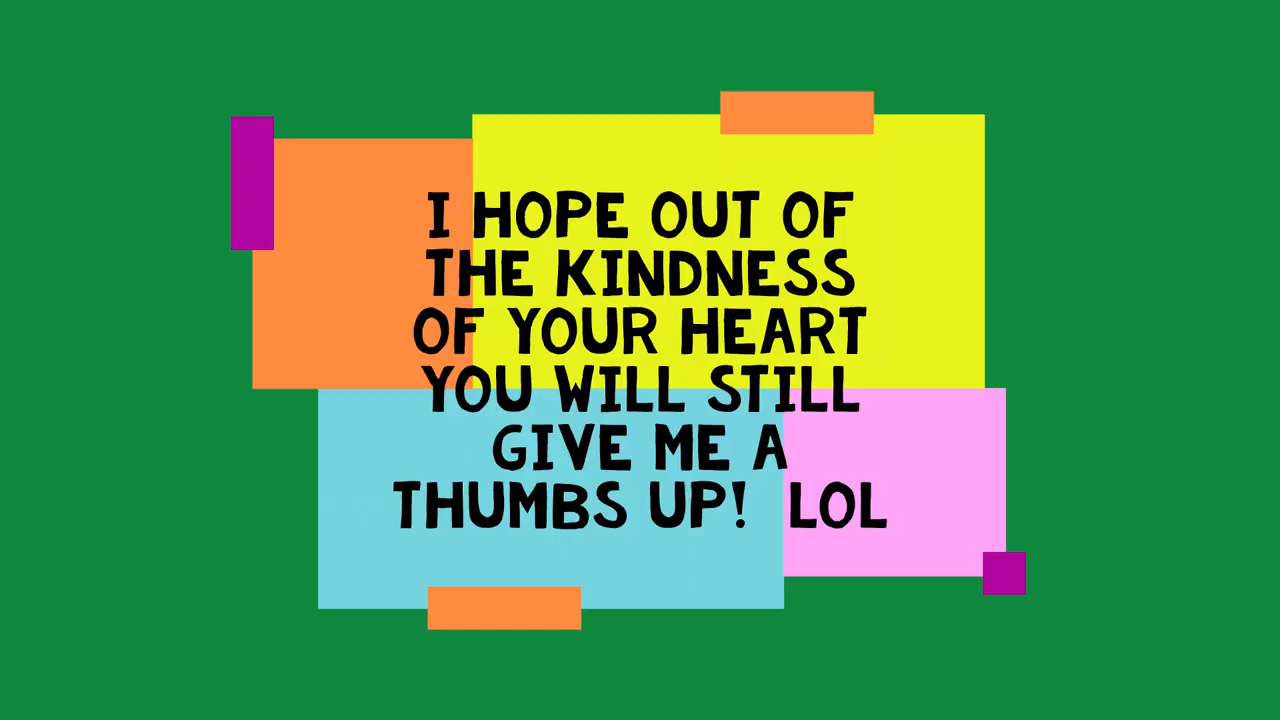 I HOPE OUT OF
THE KINDNESS
OF YOUR HEART
YOU WILL STILL
GIVE ME A
THUMBS UP! LOL